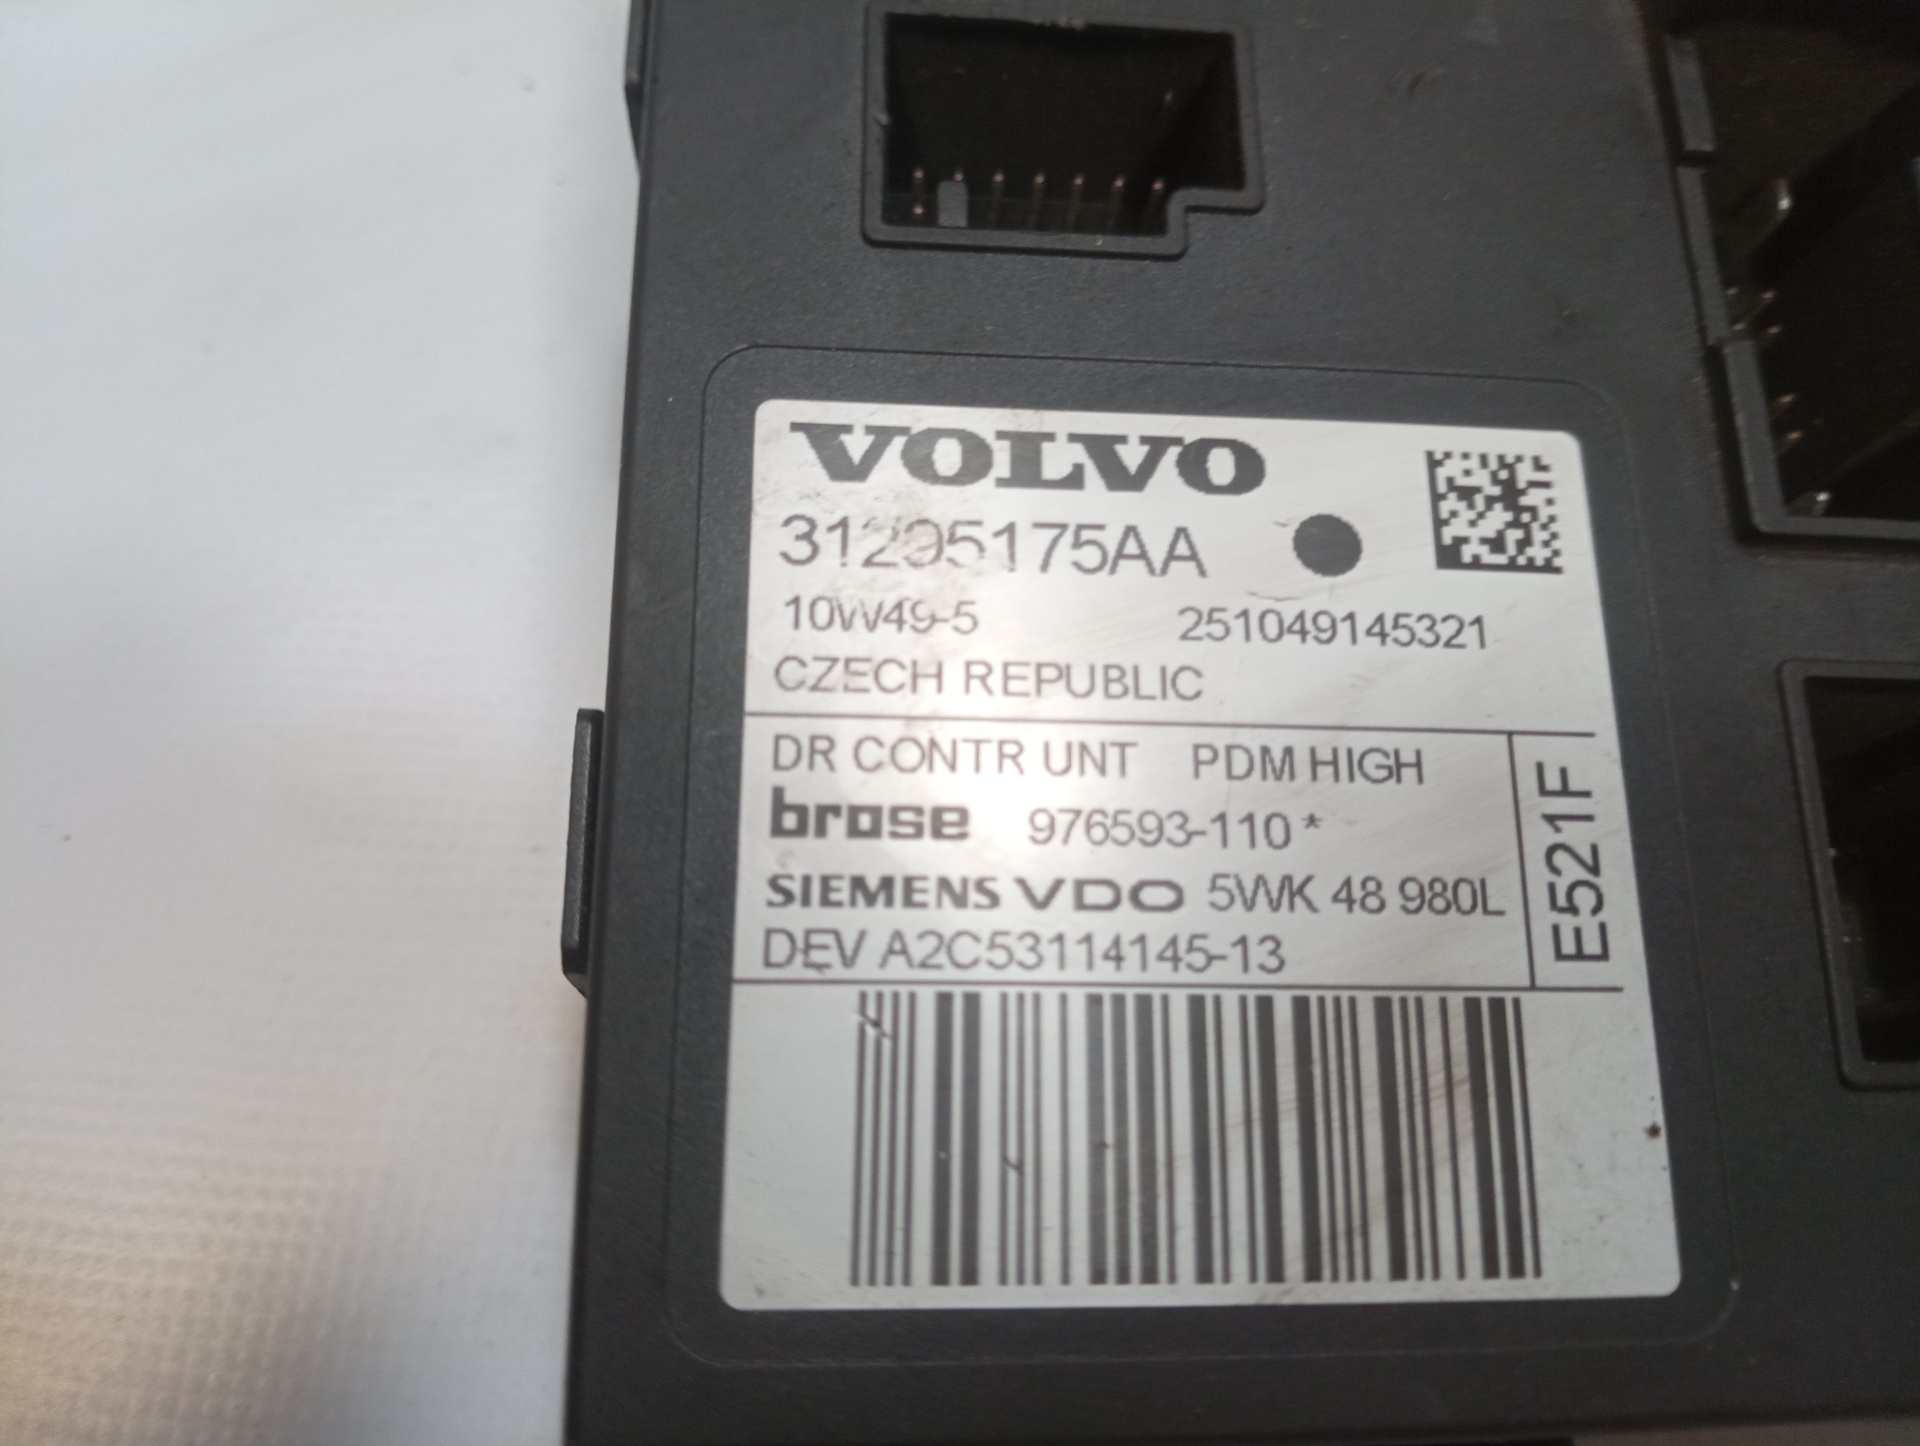 VOLVO
31295175AA
10W49-5 251049145321
CZECH REPUBLIC
DR CONTR UNT PDM HIGH
brose 976593-110*
SIEMENS VDO 5WK 48 980L
DEV A2C53114145-13
E521F